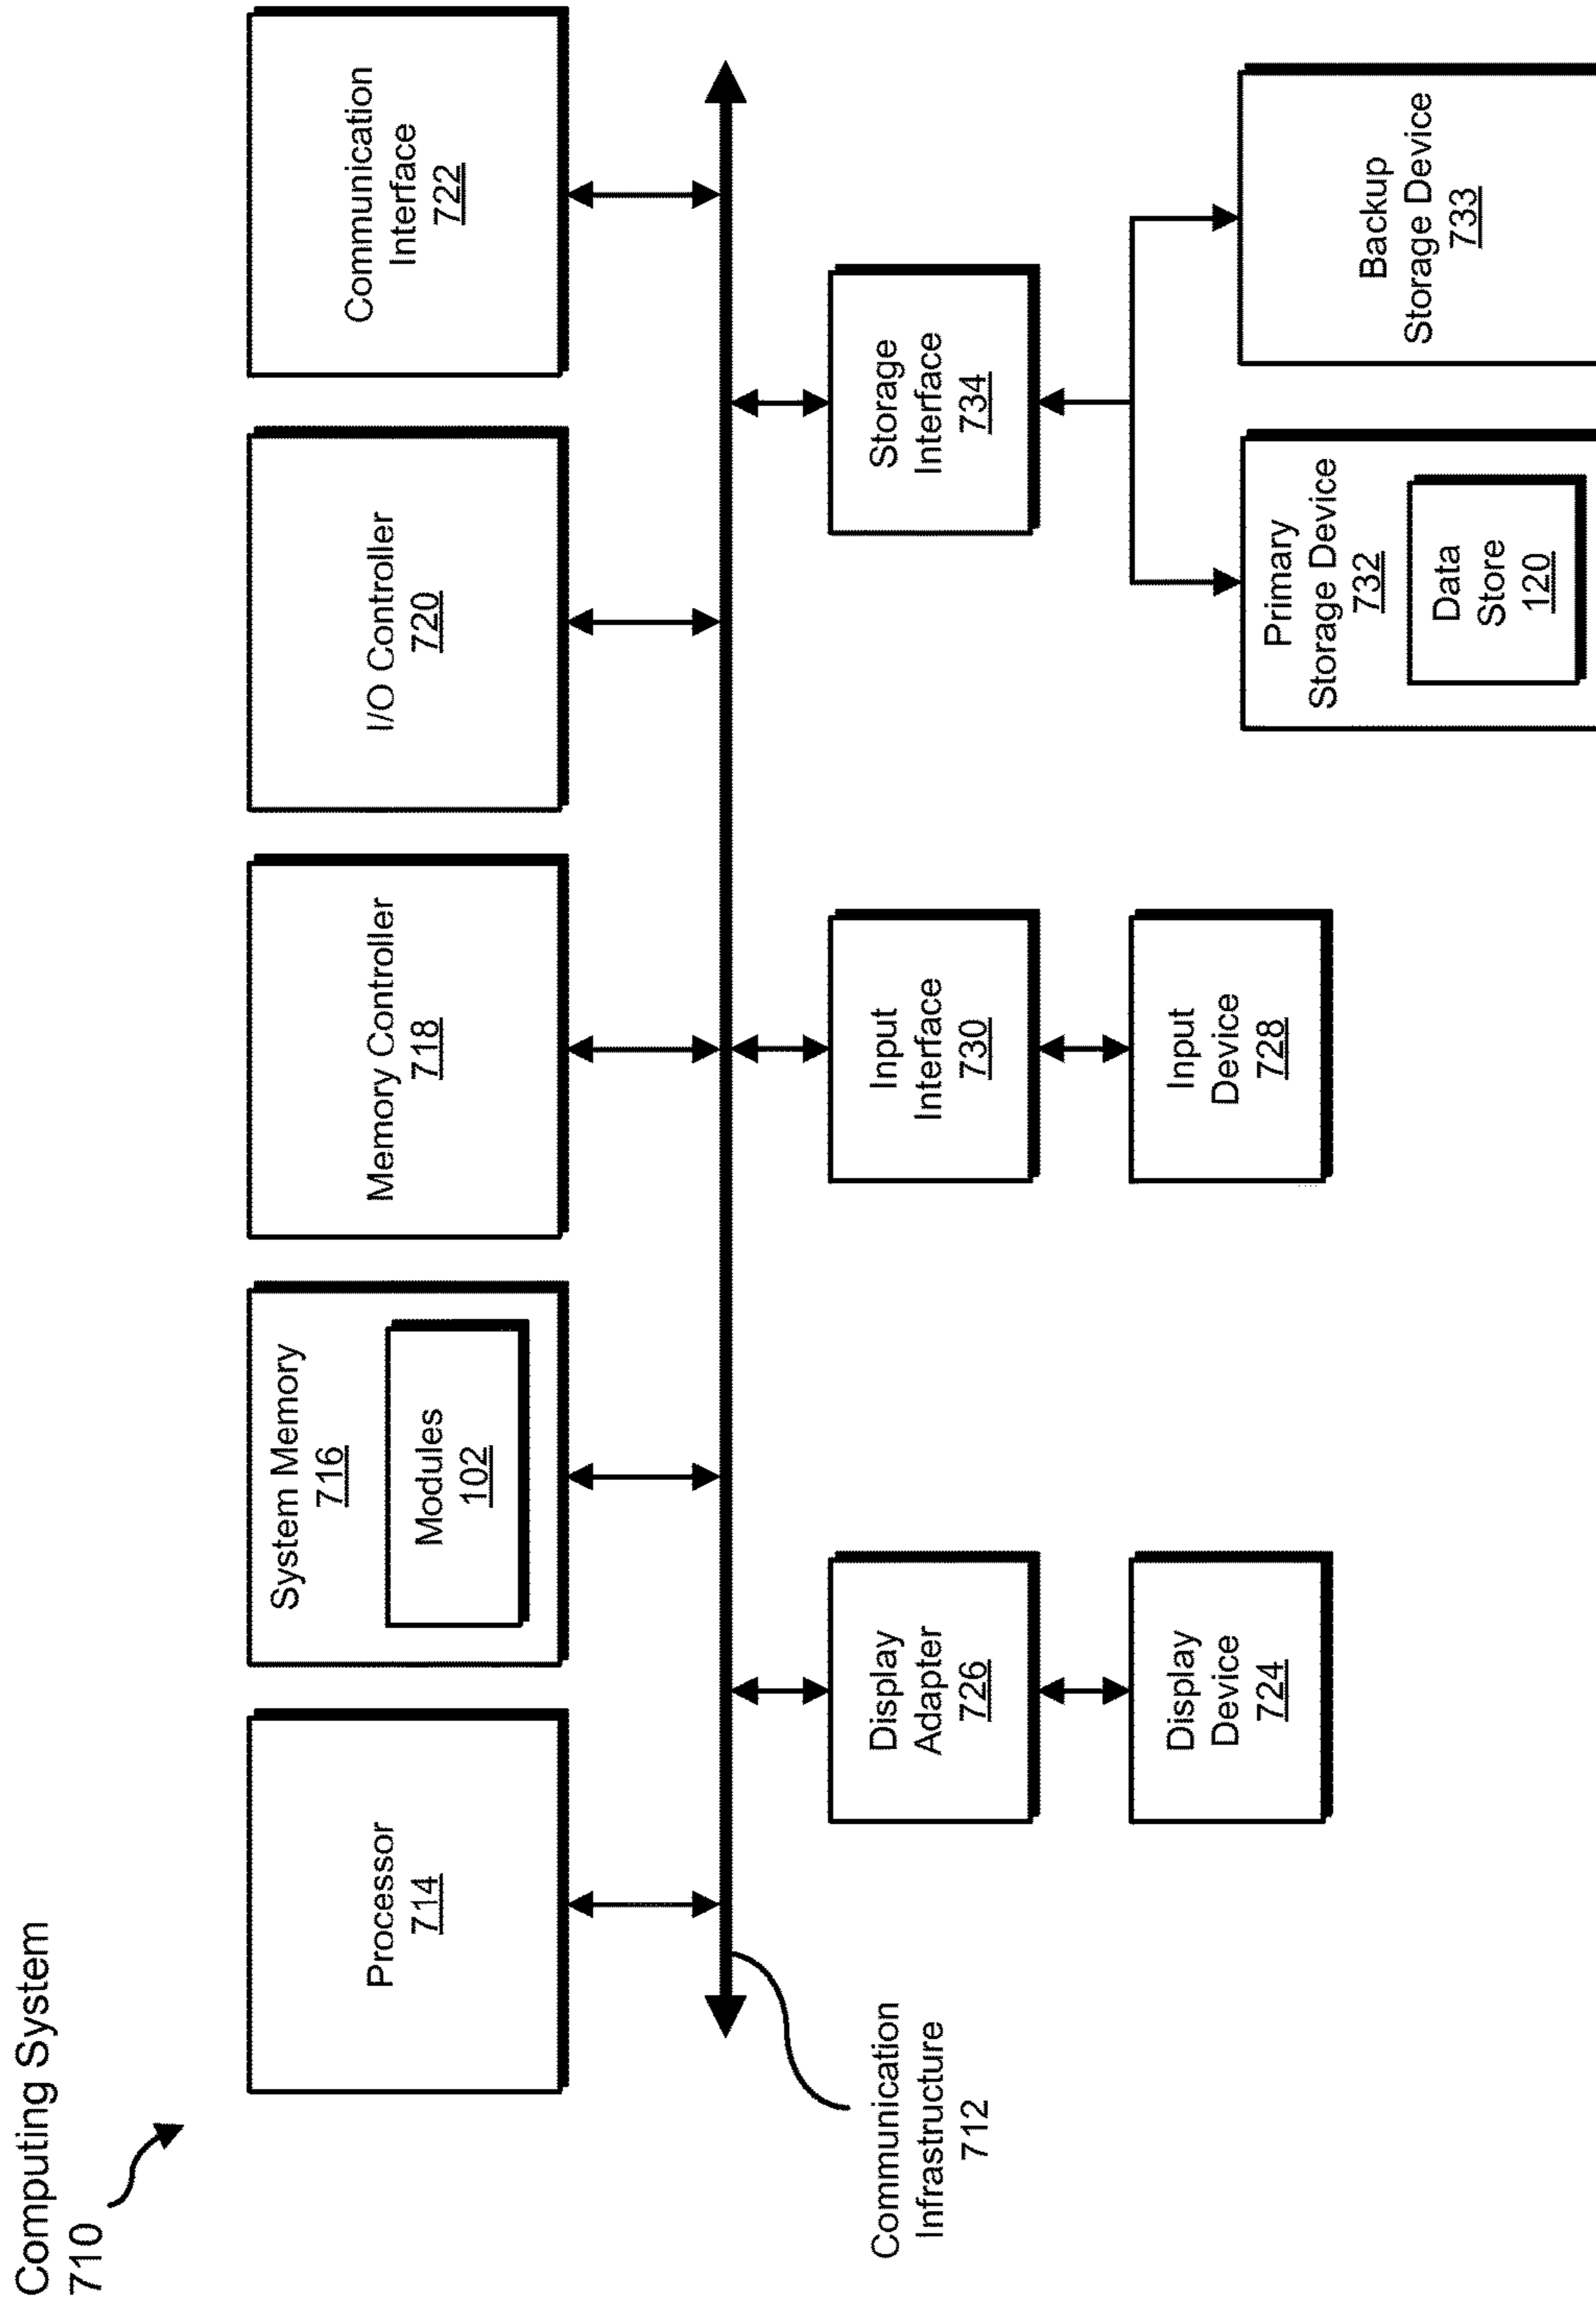 Computing System
710
Processor
714
System Memory
716
Modules
102
Memory Controller
718
I/O Controller
720
Communication
Interface
722
Communication
Infrastructure
712
Display
Adapter
726
Input
Interface
730
Storage
Interface
734
Display
Device
724
Input
Device
728
Primary
Storage Device
732
Data
Store
120
Backup
Storage Device
733